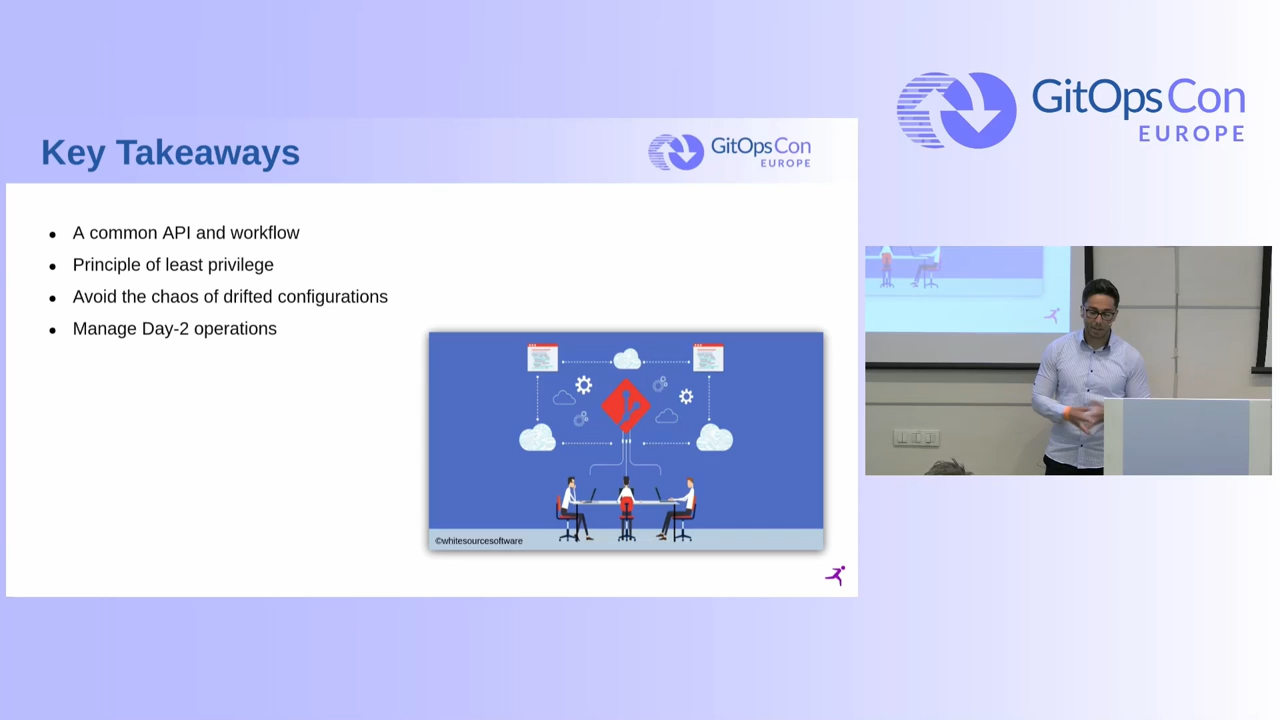 Key Takeaways
GitOps Con
EUROPE
● A common API and workflow
● Principle of least privilege
● Avoid the chaos of drifted configurations
● Manage Day-2 operations
©whitesourcesoftware
GitOps Con
EUROPE